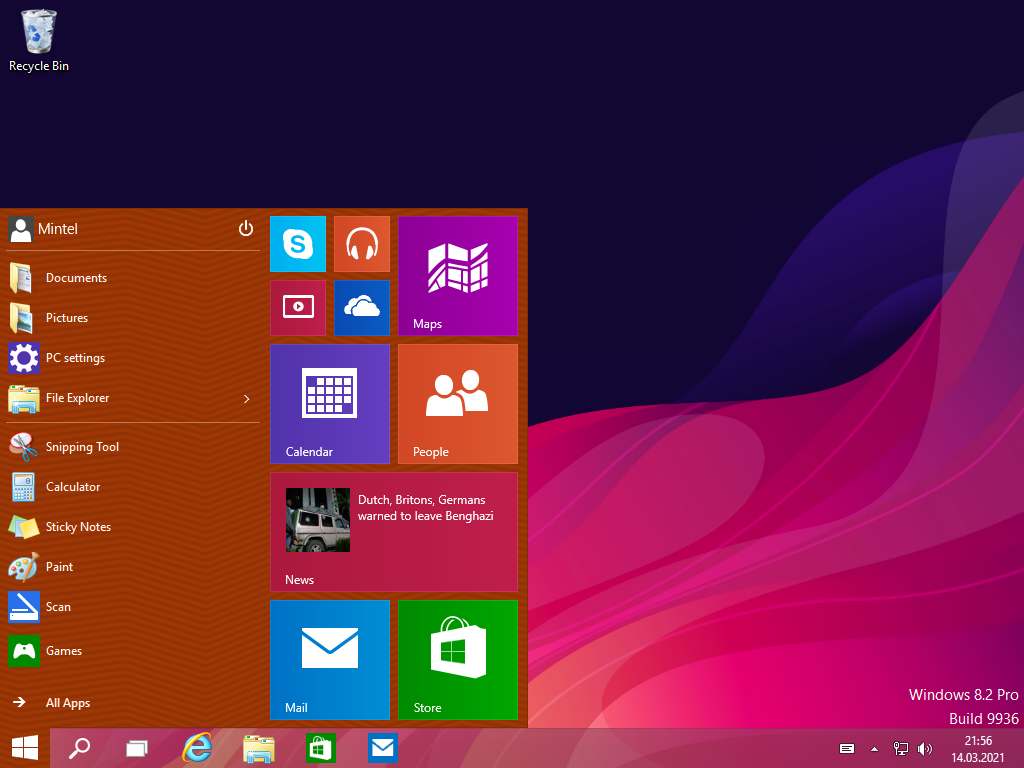 Recycle Bin
Mintel
Documents
Pictures
PC settings
File Explorer
Snipping Tool
Calculator
Sticky Notes
Paint
Scan
Games
All Apps
S
Maps
Calendar
People
Dutch, Britons, Germans
warned to leave Benghazi
News
Mail
Store
Windows 8.2 Pro
Build 9936
21:56
14.03.2021